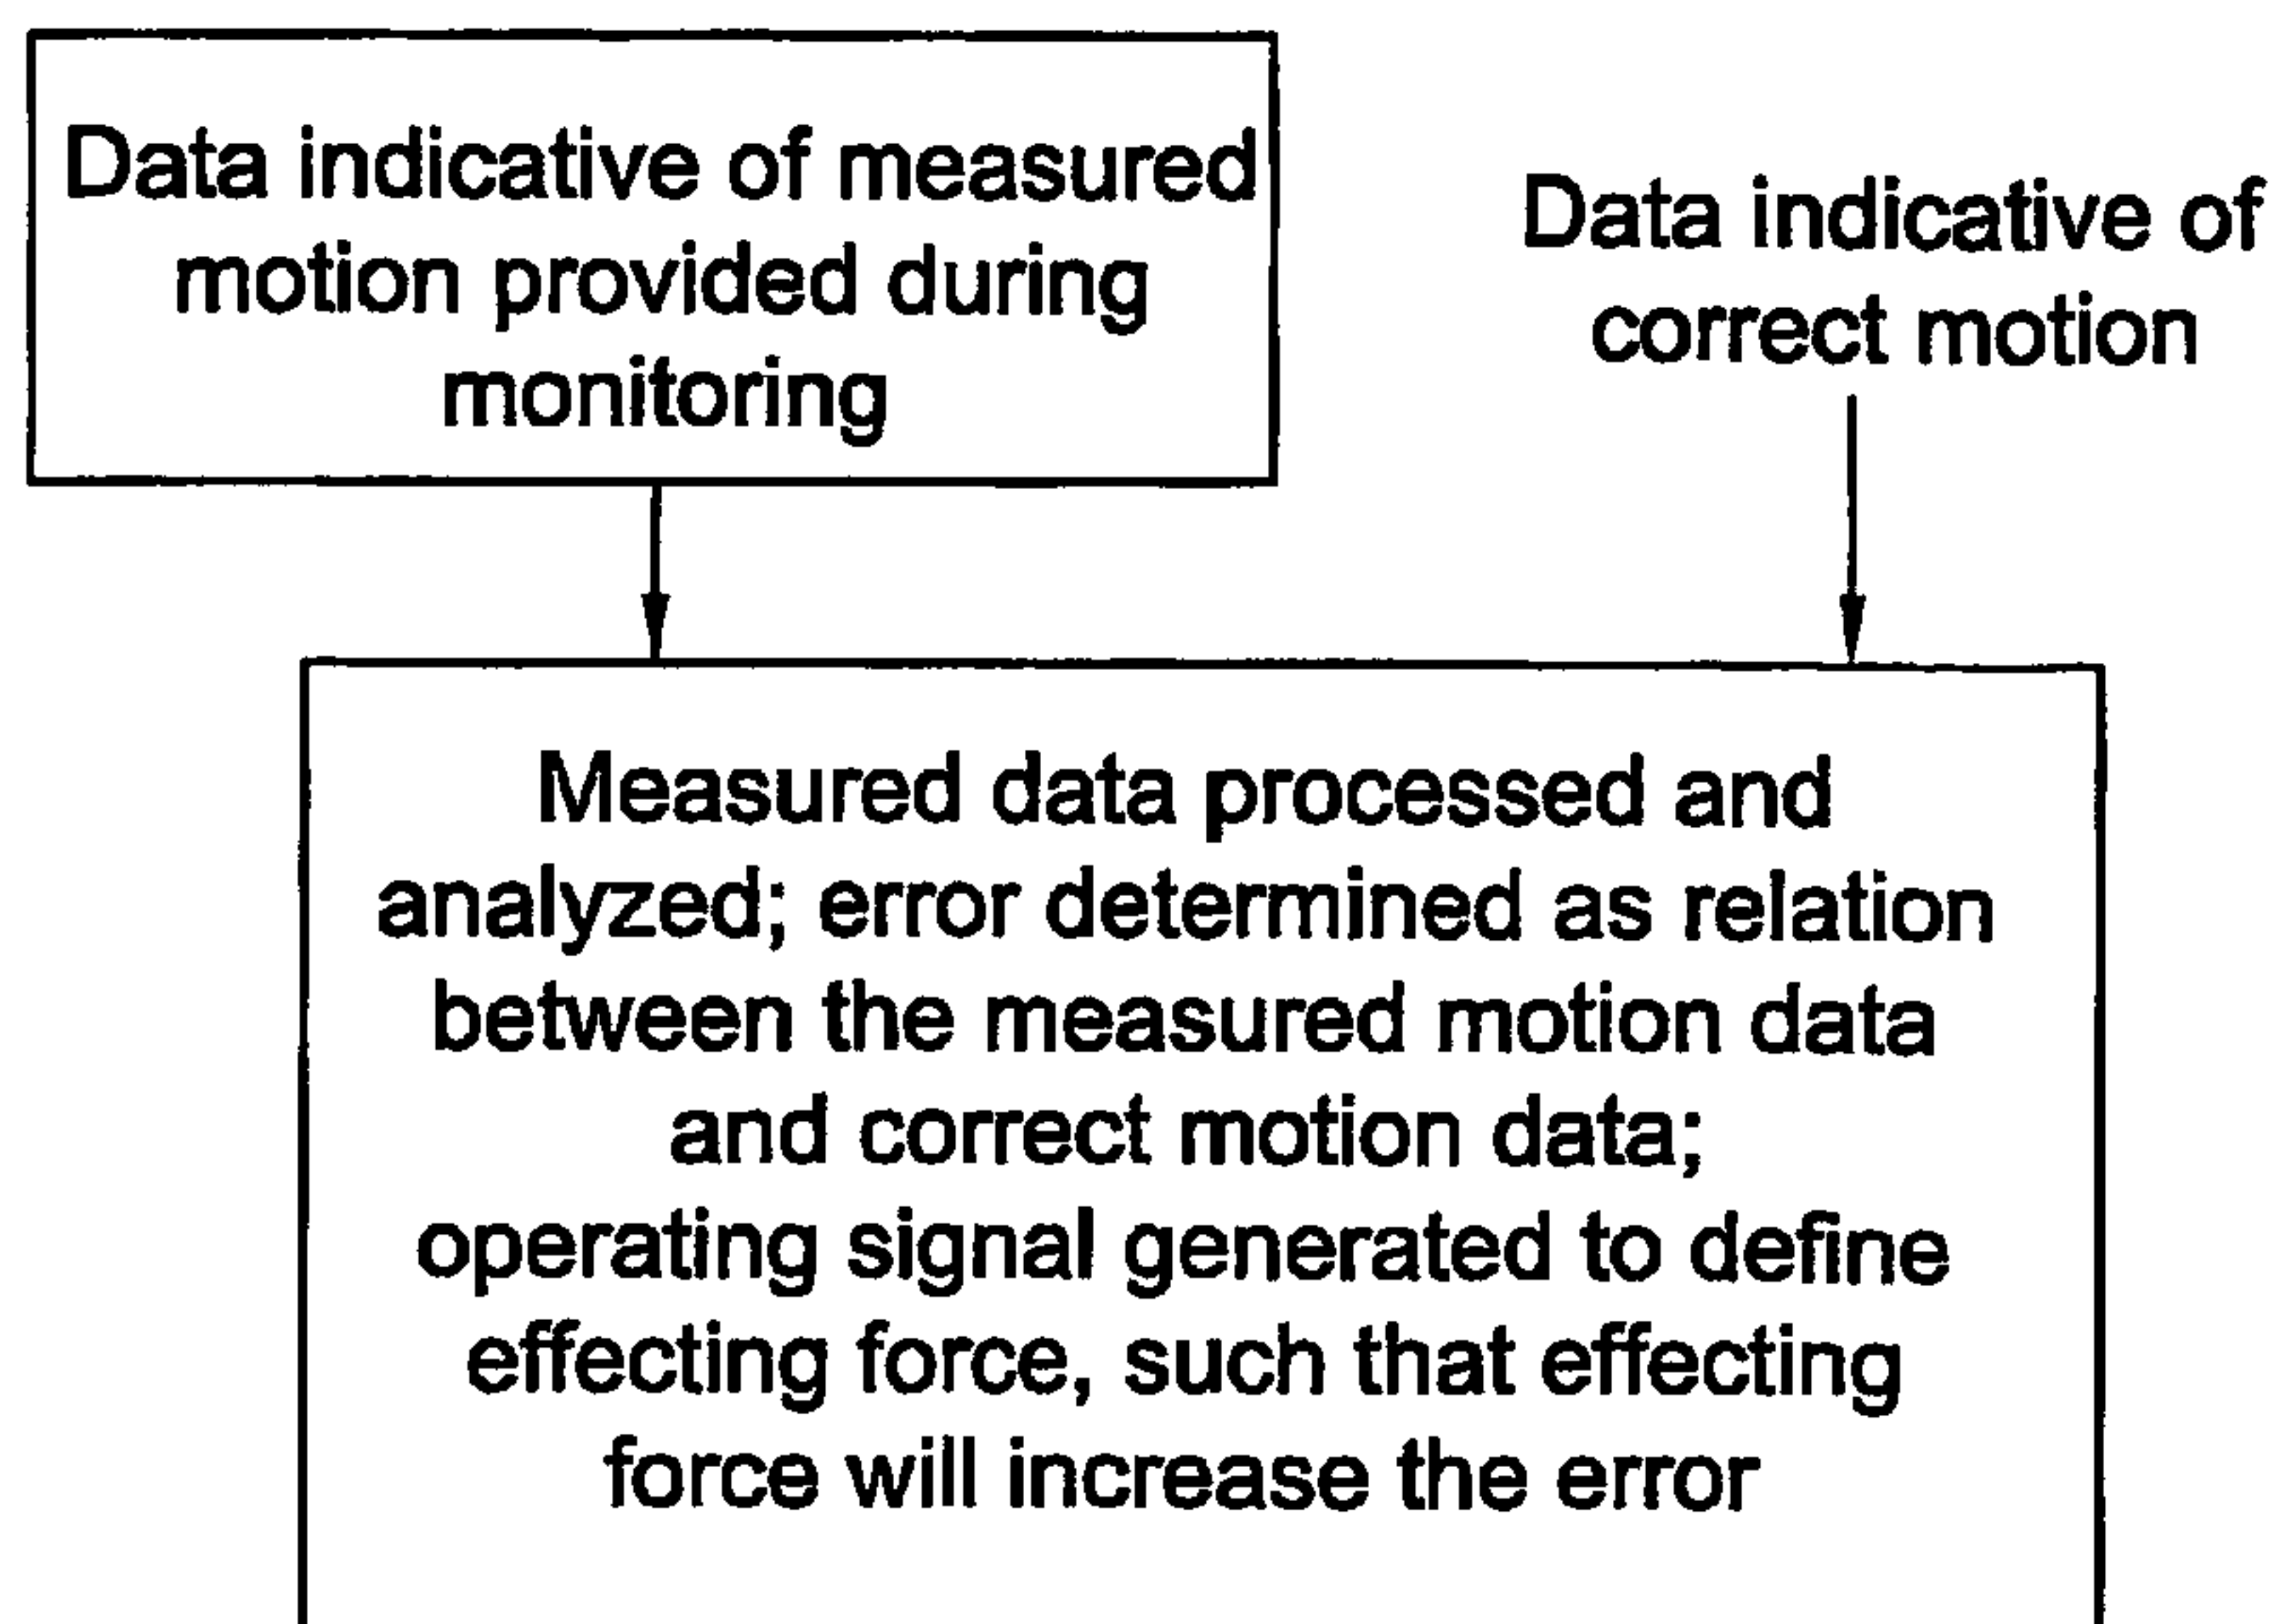 Data indicative of measured
motion provided during
monitoring
Data indicative of
correct motion
Measured data processed and
analyzed; error determined as relation
between the measured motion data
and correct motion data;
operating signal generated to define
effecting force, such that effecting
force will increase the error